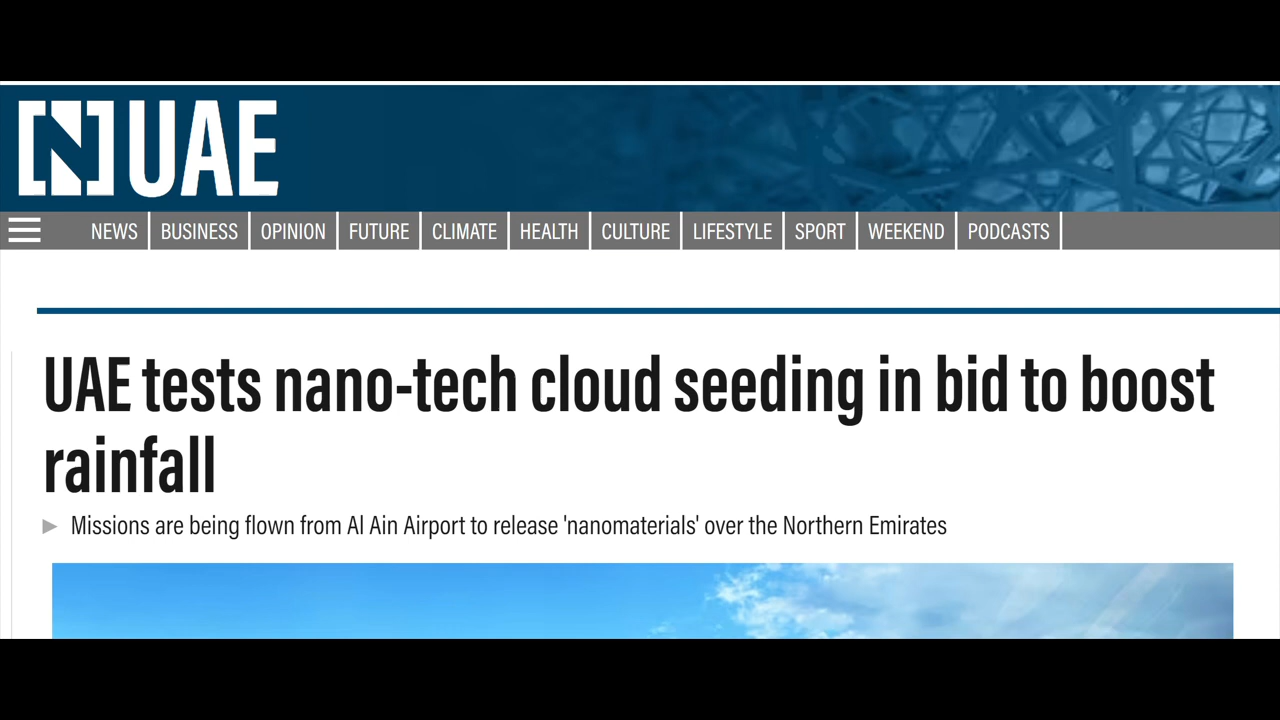 [N] UAE
NEWS BUSINESS OPINION FUTURE CLIMATE HEALTH CULTURE LIFESTYLE SPORT WEEKEND PODCASTS
UAE tests nano-tech cloud seeding in bid to boost
rainfall
Missions are being flown from Al Ain Airport to release 'nanomaterials' over the Northern Emirates